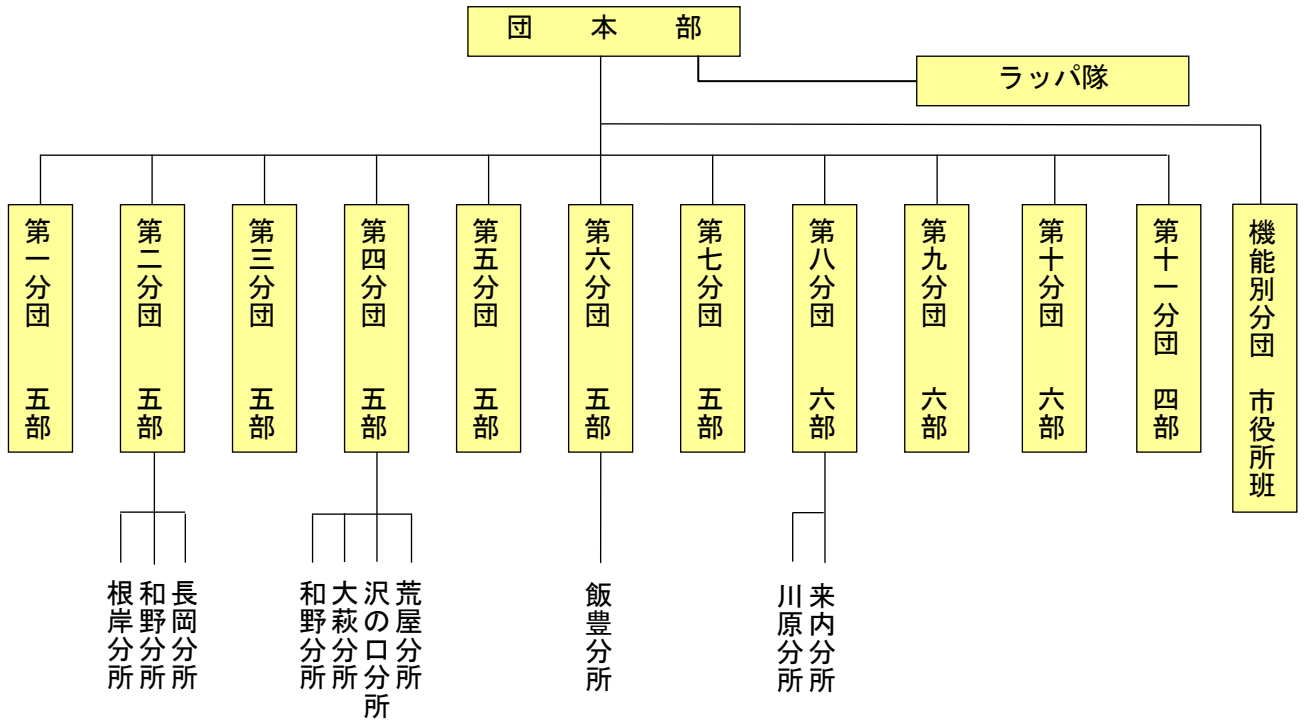 団　本　部
ラッパ隊
第一分団　五部
第二分団　五部
第三分団　五部
第四分団　五部
第五分団　五部
第六分団　五部
第七分団　五部
第八分団　六部
第九分団　六部
第十分団　六部
第十一分団　四部
機能別分団　市役所班
根岸分所
和野分所
長岡分所
和野分所
大萩分所
沢の口分所
荒屋分所
飯豊分所
川原分所
来内分所